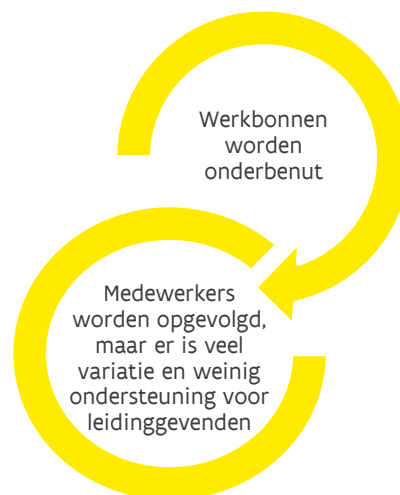 Werkbonnen
worden
onderbenut
Medewerkers
worden opgevolgd,
maar er is veel
variatie en weinig
ondersteuning voor
leidinggevenden